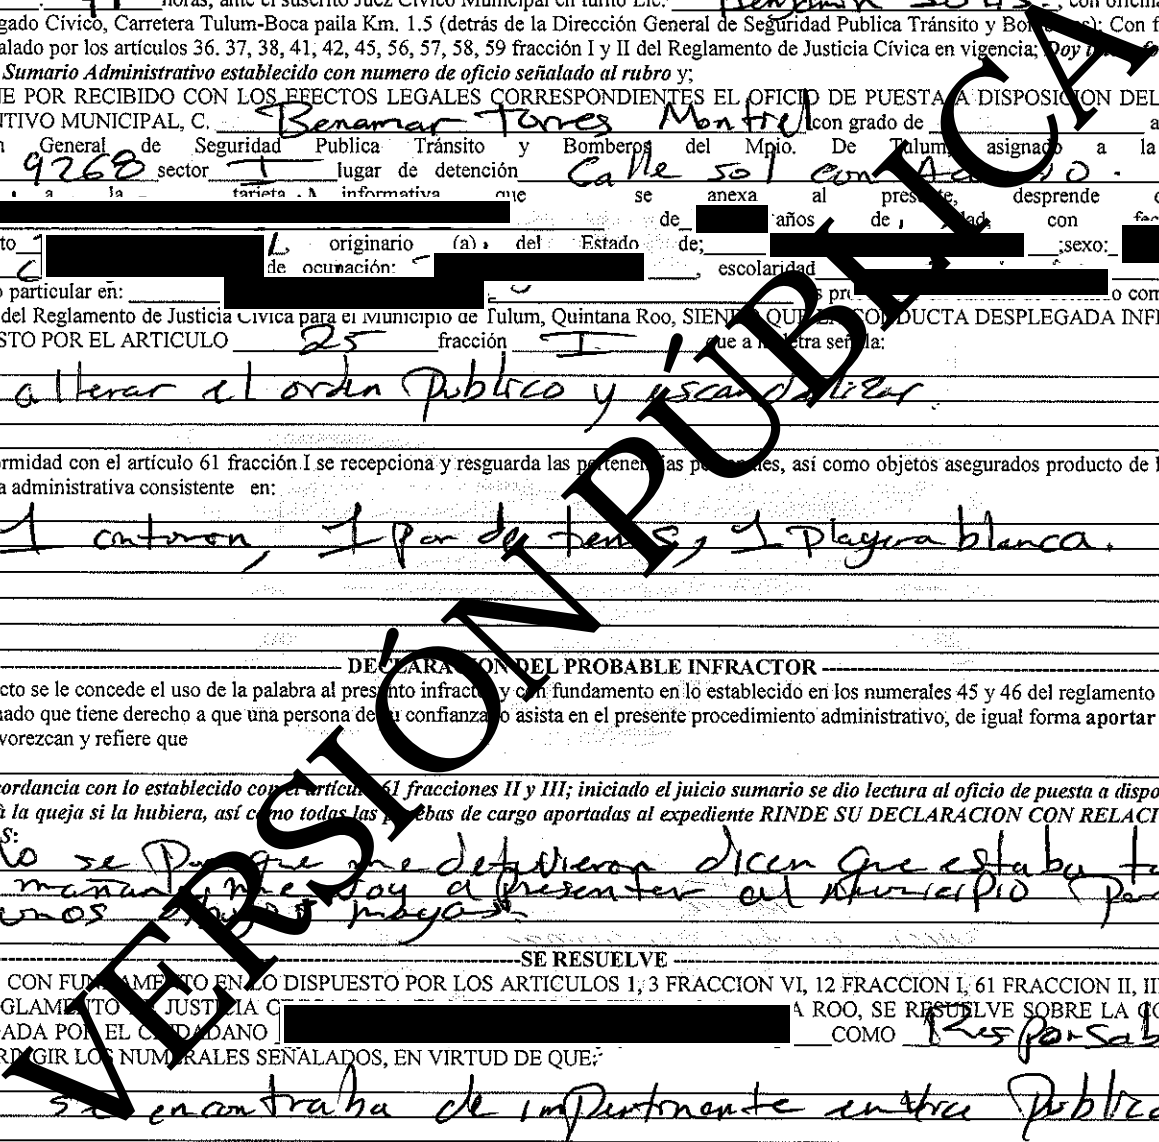 horas, ante el suscrito Juez Cívico Municipal en turno Lic.
gado Cívico, Carretera Tulum-Boca paila Km. 1.5 (detrás de la Dirección General de Seguridad Publica Tránsito y Bomberos); Con f
alado por los artículos 36. 37, 38, 41, 42, 45, 56, 57, 58, 59 fracción I y II del Reglamento de Justicia Cívica en vigencia; Doy
Sumario Administrativo establecido con numero de oficio señalado al rubro y;
E POR RECIBIDO CON LOS EFECTOS LEGALES CORRESPONDIENTES EL OFICIO DE PUESTA A DISPOSICION DEL
TIVO MUNICIPAL, C. Benamar Torres Montiel con grado de a
n General de Seguridad Publica Tránsito y Bomberos del Mpio. De Tulum, asignado a la
9268 sector I lugar de detención Calle sol con
a la tarjeta informativa que se anexa al presente, desprende
de años de edad, con
to originario (a) del Estado de; ;sexo:
de ocupación: , escolaridad
o particular en:
del Reglamento de Justicia Cívica para el Municipio de Tulum, Quintana Roo, SIENDO QUE LA CONDUCTA DESPLEGADA INF
STO POR EL ARTICULO 25 fracción I que a la letra señala:
alterar el orden publico y escandalizar.
rmidad con el artículo 61 fracción I se recepciona y resguarda las pertenencias personales, así como objetos asegurados producto de
a administrativa consistente en:
1 cinturon, 1 par de tenis, 1 playera blanca.
DECLARACION DEL PROBABLE INFRACTOR
cto se le concede el uso de la palabra al presunto infractor y con fundamento en lo establecido en los numerales 45 y 46 del reglamento
nado que tiene derecho a que una persona de su confianza lo asista en el presente procedimiento administrativo, de igual forma aportar
vorezcan y refiere que
cordancia con lo establecido con el artículo 61 fracciones II y III; iniciado el juicio sumario se dio lectura al oficio de puesta a dispo
à la queja si la hubiera, así como todas las pruebas de cargo aportadas al expediente RINDE SU DECLARACION CON RELACI
S:
No se Porque me detuvieron dicen que estaba
mañana me voy a presentar al municipio
mayas.
SE RESUELVE
CON FUNDAMENTO EN LO DISPUESTO POR LOS ARTICULOS 1, 3 FRACCION VI, 12 FRACCION I, 61 FRACCION II, III
EGLAMENTO DE JUSTICIA ROO, SE RESUELVE SOBRE LA CO
GADA POR EL CIUDADANO COMO Responsab
RINGIR LOS NUMERALES SEÑALADOS, EN VIRTUD DE QUE:
Se encontraba de impertinente en via Publica
VERSIÓN PÚBLICA